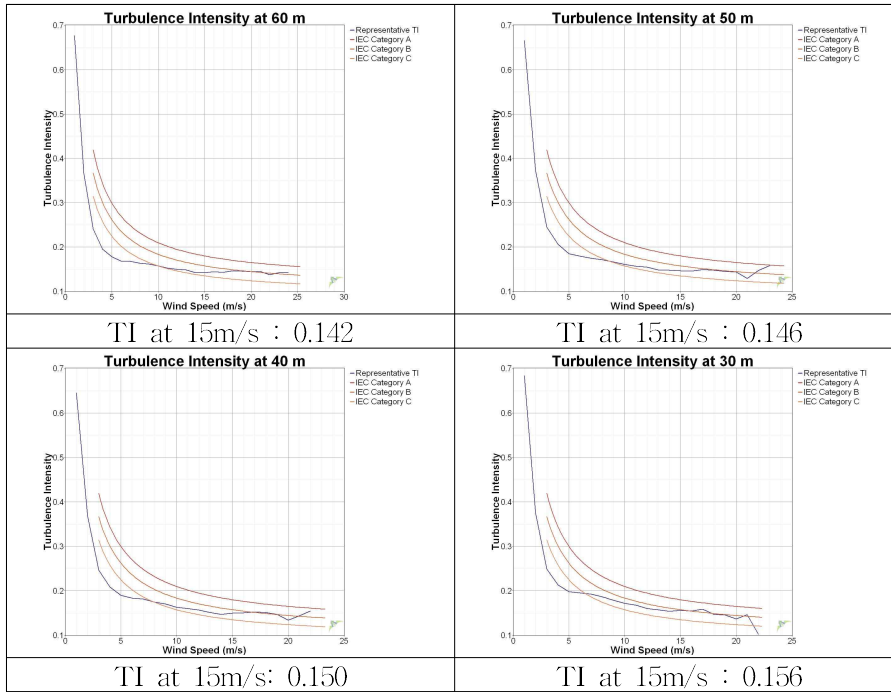 Turbulence Intensity at 60 m
Representative TI
IEC Category A
IEC Category B
IEC Category C
Turbulence Intensity
0.7
0.6
0.5
0.4
0.3
0.2
0.1
0 5 10 15 20 25 30
Wind Speed (m/s)
TI at 15m/s : 0.142
Turbulence Intensity at 50 m
Representative TI
IEC Category A
IEC Category B
IEC Category C
Turbulence Intensity
0.7
0.6
0.5
0.4
0.3
0.2
0.1
0 5 10 15 20 25
Wind Speed (m/s)
TI at 15m/s : 0.146
Turbulence Intensity at 40 m
Representative TI
IEC Category A
IEC Category B
IEC Category C
Turbulence Intensity
0.7
0.6
0.5
0.4
0.3
0.2
0.1
0 5 10 15 20 25
Wind Speed (m/s)
TI at 15m/s: 0.150
Turbulence Intensity at 30 m
Representative TI
IEC Category A
IEC Category B
IEC Category C
Turbulence Intensity
0.7
0.6
0.5
0.4
0.3
0.2
0.1
0 5 10 15 20 25
Wind Speed (m/s)
TI at 15m/s : 0.156